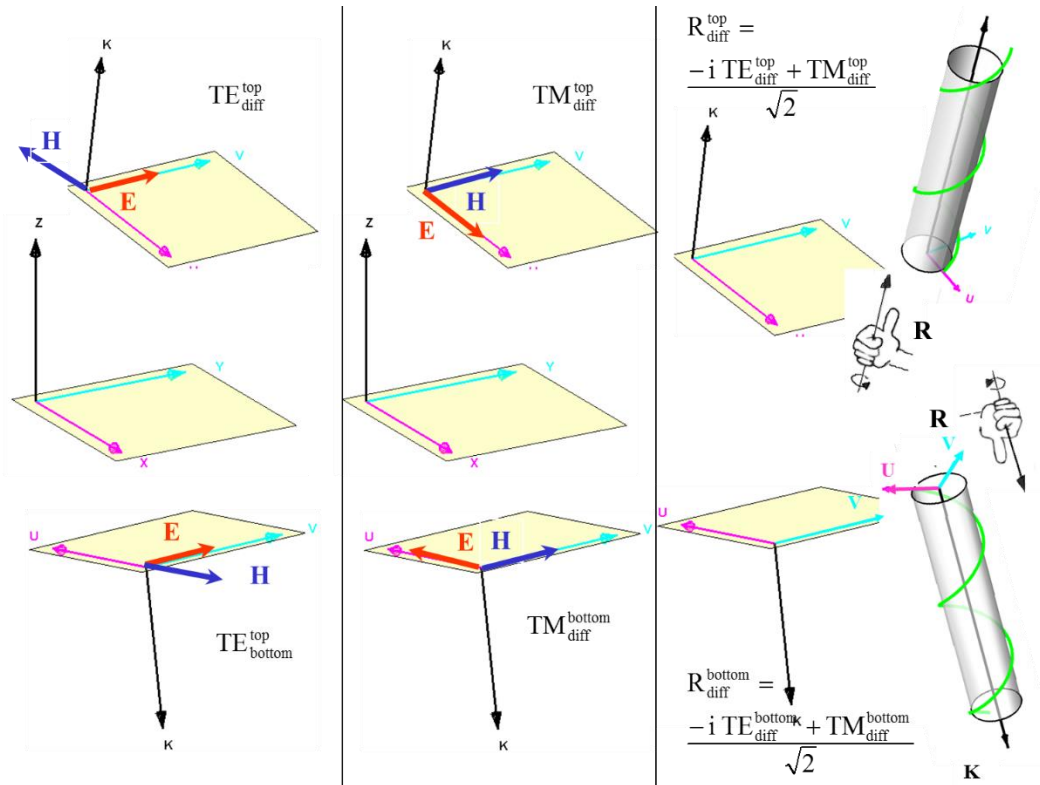 K
TE^top_diff
H
V
E
U
Z
Y
X
U
E
V
H
TE^top_bottom
K
K
TM^top_diff
V
H
E
U
Z
Y
X
U
E
H
V
TM^bottom_diff
K
R^top_diff =
− i TE^top_diff + TM^top_diff
√2
K
V
U
V
U
R
R
V
U
U
V
R^bottom_diff =
− i TE^bottom_diff + TM^bottom_diff
K
√2
K